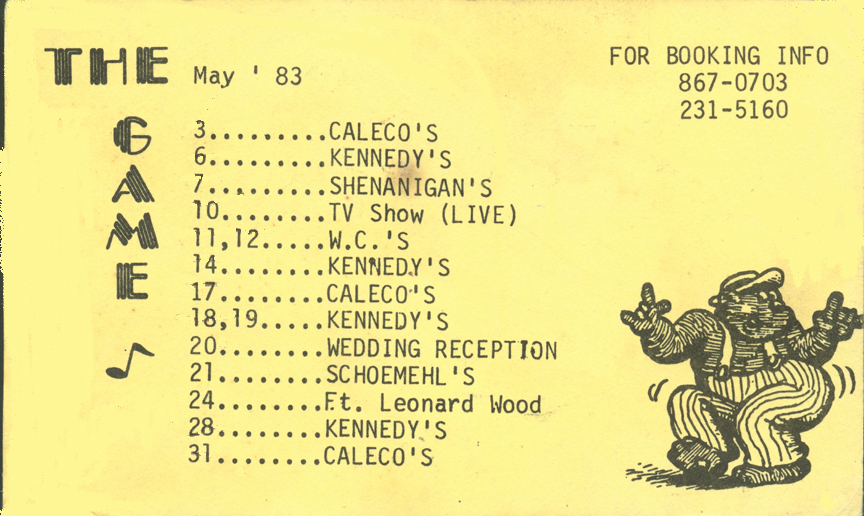 THE
GAME
May '83
FOR BOOKING INFO
867-0703
231-5160
3..........CALECO'S
6..........KENNEDY'S
7..........SHENANIGAN'S
10.........TV Show (LIVE)
11,12.....W.C.'S
14.........KENNEDY'S
17.........CALECO'S
18,19.....KENNEDY'S
20.........WEDDING RECEPTION
21.........SCHOEMEHL'S
24.........Ft. Leonard Wood
28.........KENNEDY'S
31.........CALECO'S